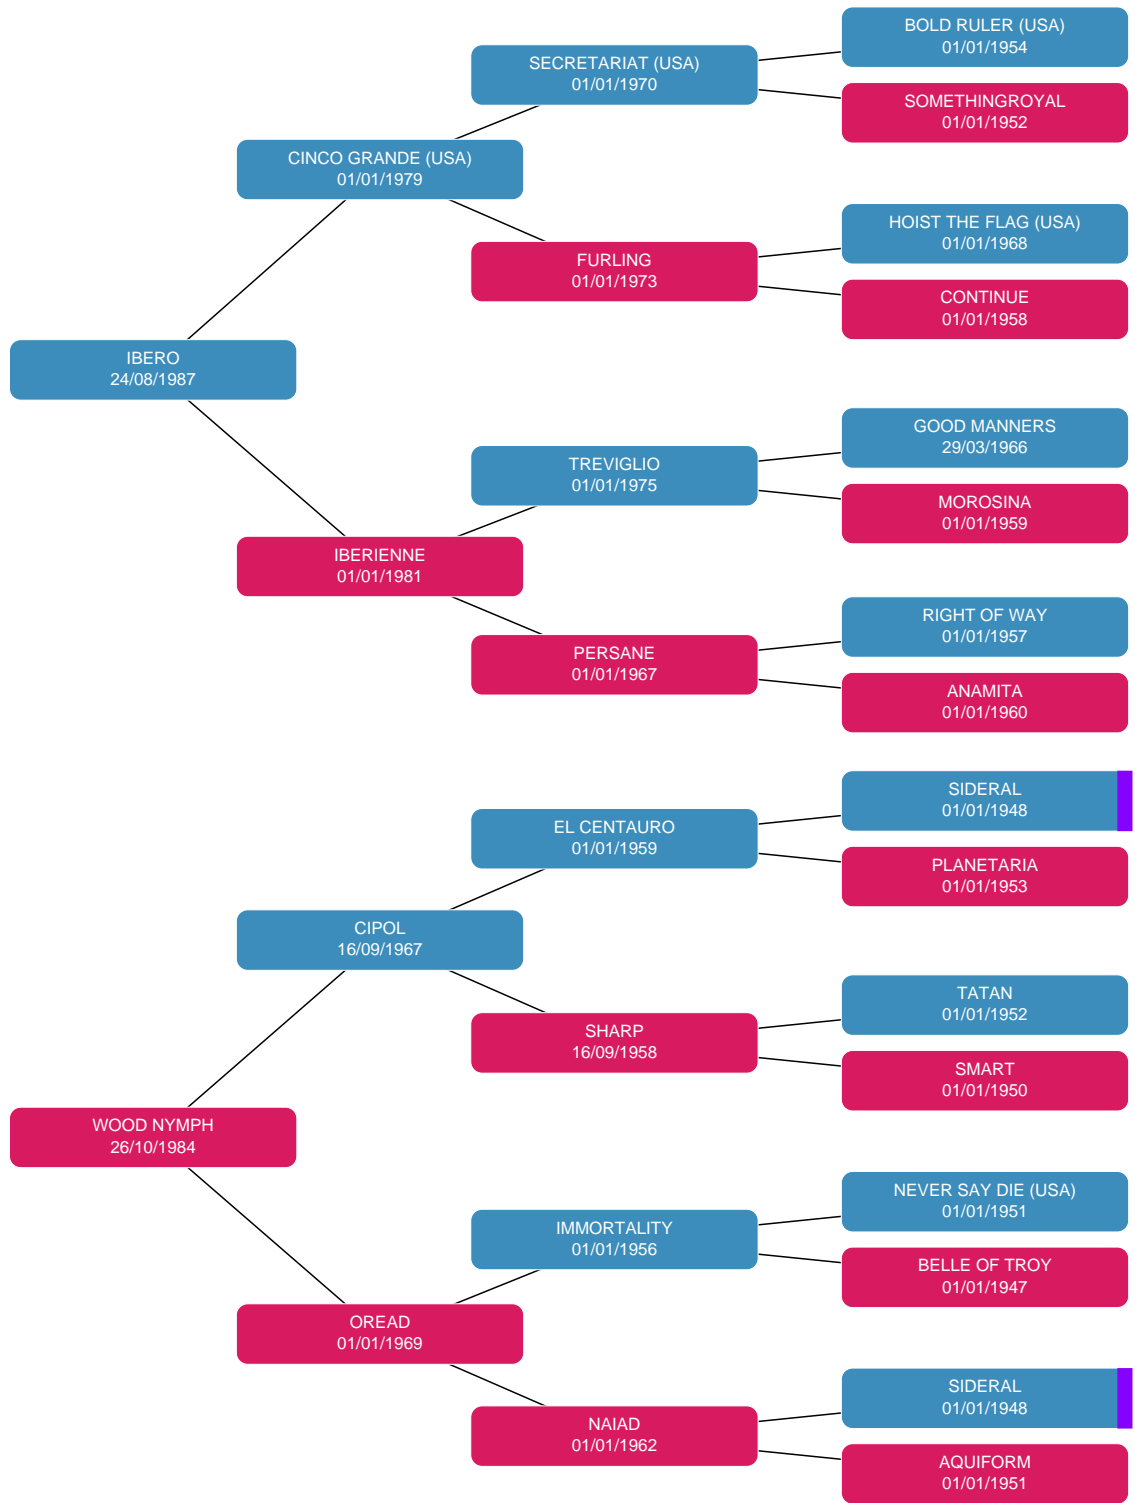 BOLD RULER (USA)
01/01/1954
SECRETARIAT (USA)
01/01/1970
SOMETHINGROYAL
01/01/1952
CINCO GRANDE (USA)
01/01/1979
HOIST THE FLAG (USA)
01/01/1968
FURLING
01/01/1973
CONTINUE
01/01/1958
IBERO
24/08/1987
GOOD MANNERS
29/03/1966
TREVIGLIO
01/01/1975
MOROSINA
01/01/1959
IBERIENNE
01/01/1981
RIGHT OF WAY
01/01/1957
PERSANE
01/01/1967
ANAMITA
01/01/1960
SIDERAL
01/01/1948
EL CENTAURO
01/01/1959
PLANETARIA
01/01/1953
CIPOL
16/09/1967
TATAN
01/01/1952
SHARP
16/09/1958
SMART
01/01/1950
WOOD NYMPH
26/10/1984
NEVER SAY DIE (USA)
01/01/1951
IMMORTALITY
01/01/1956
BELLE OF TROY
01/01/1947
OREAD
01/01/1969
SIDERAL
01/01/1948
NAIAD
01/01/1962
AQUIFORM
01/01/1951